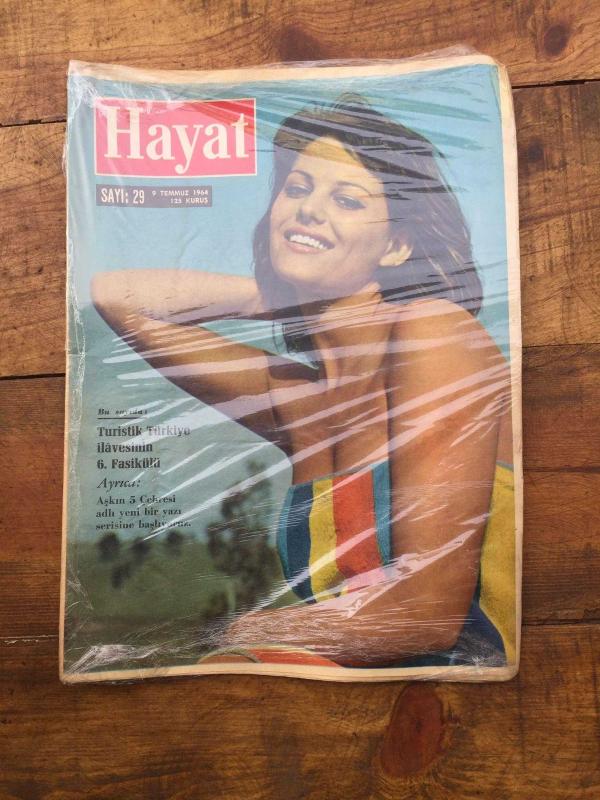 Hayat
SAYI: 29
9 TEMMUZ 1964
125 KURUŞ
Bu sayıda:
Turistik Türkiye
ilâvesinin
6. Fasikülü
Ayrıca:
Aşkın 5 Cehresi
adlı yeni bir yazı
serisine başlıyoruz.